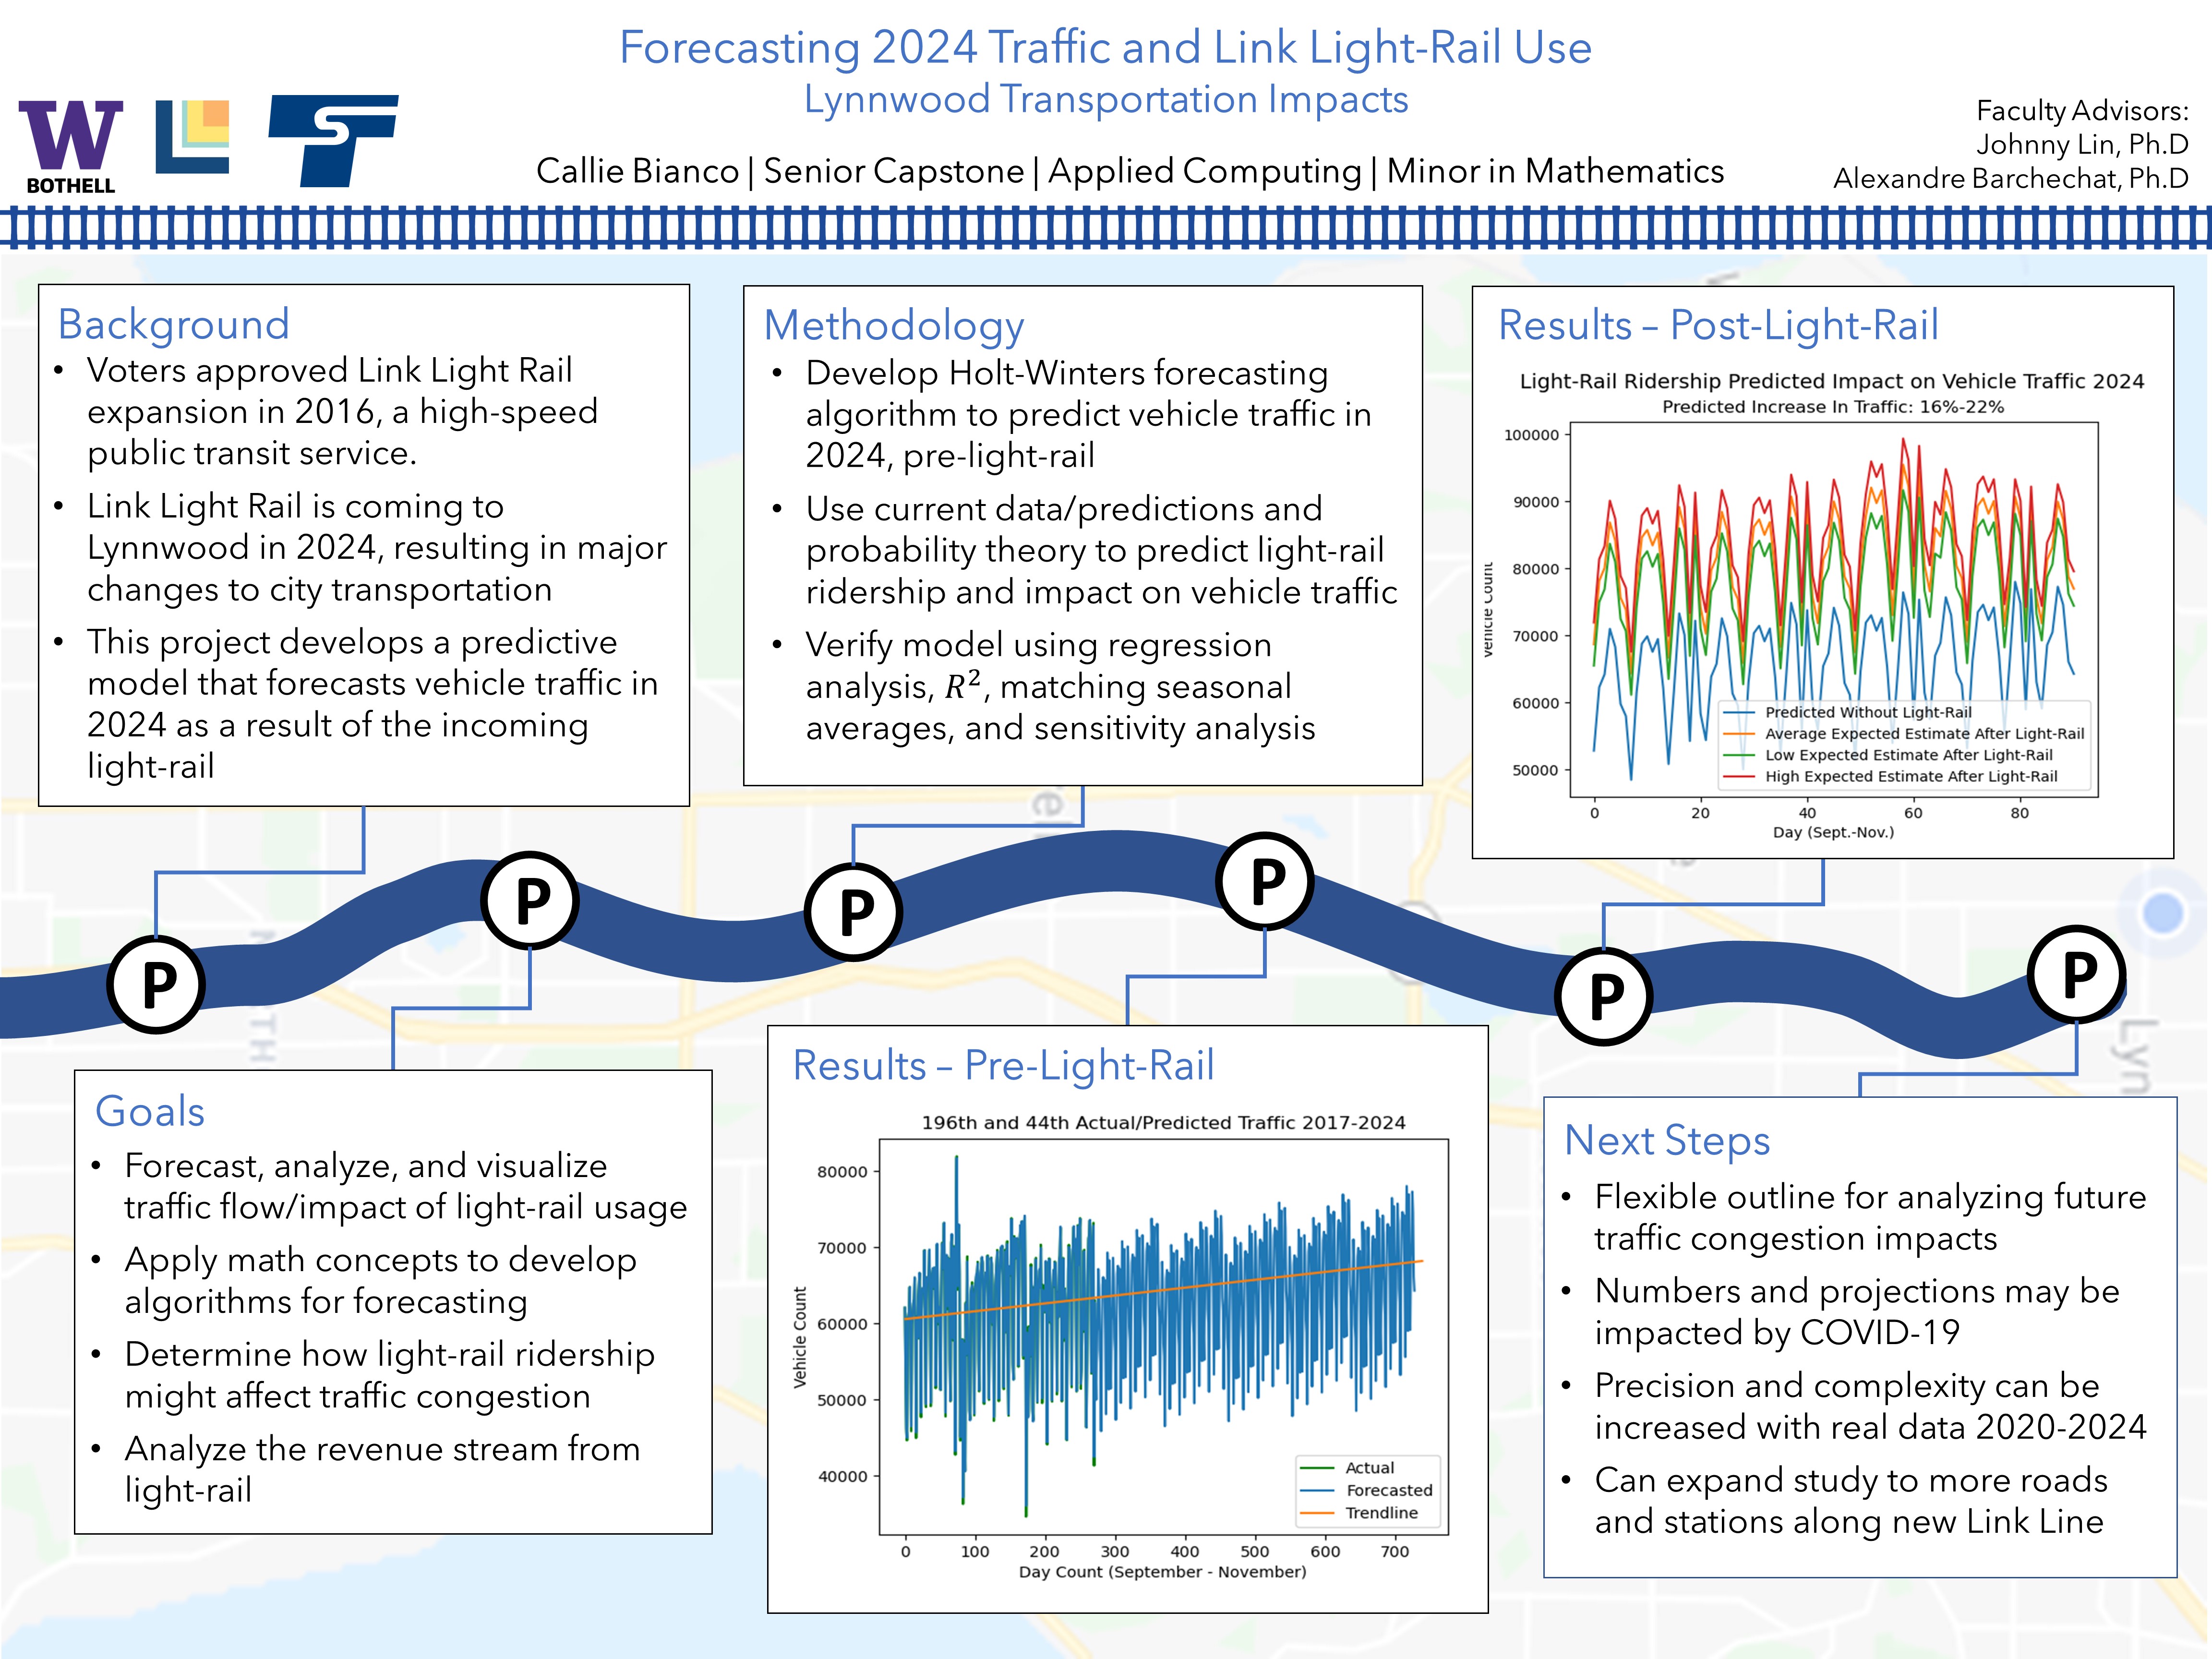 Forecasting 2024 Traffic and Link Light-Rail Use
Lynnwood Transportation Impacts
W
BOTHELL
ST
Callie Bianco | Senior Capstone | Applied Computing | Minor in Mathematics
Faculty Advisors:
Johnny Lin, Ph.D
Alexandre Barchechat, Ph.D
Background
• Voters approved Link Light Rail
expansion in 2016, a high-speed
public transit service.
• Link Light Rail is coming to
Lynnwood in 2024, resulting in major
changes to city transportation
• This project develops a predictive
model that forecasts vehicle traffic in
2024 as a result of the incoming
light-rail
Goals
• Forecast, analyze, and visualize
traffic flow/impact of light-rail usage
• Apply math concepts to develop
algorithms for forecasting
• Determine how light-rail ridership
might affect traffic congestion
• Analyze the revenue stream from
light-rail
Methodology
• Develop Holt-Winters forecasting
algorithm to predict vehicle traffic in
2024, pre-light-rail
• Use current data/predictions and
probability theory to predict light-rail
ridership and impact on vehicle traffic
• Verify model using regression
analysis, R², matching seasonal
averages, and sensitivity analysis
Results – Pre-Light-Rail
196th and 44th Actual/Predicted Traffic 2017-2024
Vehicle Count
80000
70000
60000
50000
40000
Actual
Forecasted
Trendline
0 100 200 300 400 500 600 700
Day Count (September - November)
Results – Post-Light-Rail
Light-Rail Ridership Predicted Impact on Vehicle Traffic 2024
Predicted Increase In Traffic: 16%-22%
Vehicle Count
100000
90000
80000
70000
60000
50000
Predicted Without Light-Rail
Average Expected Estimate After Light-Rail
Low Expected Estimate After Light-Rail
High Expected Estimate After Light-Rail
0 20 40 60 80
Day (Sept.-Nov.)
Next Steps
• Flexible outline for analyzing future
traffic congestion impacts
• Numbers and projections may be
impacted by COVID-19
• Precision and complexity can be
increased with real data 2020-2024
• Can expand study to more roads
and stations along new Link Line
P
P
P
P
P
P
Lyn